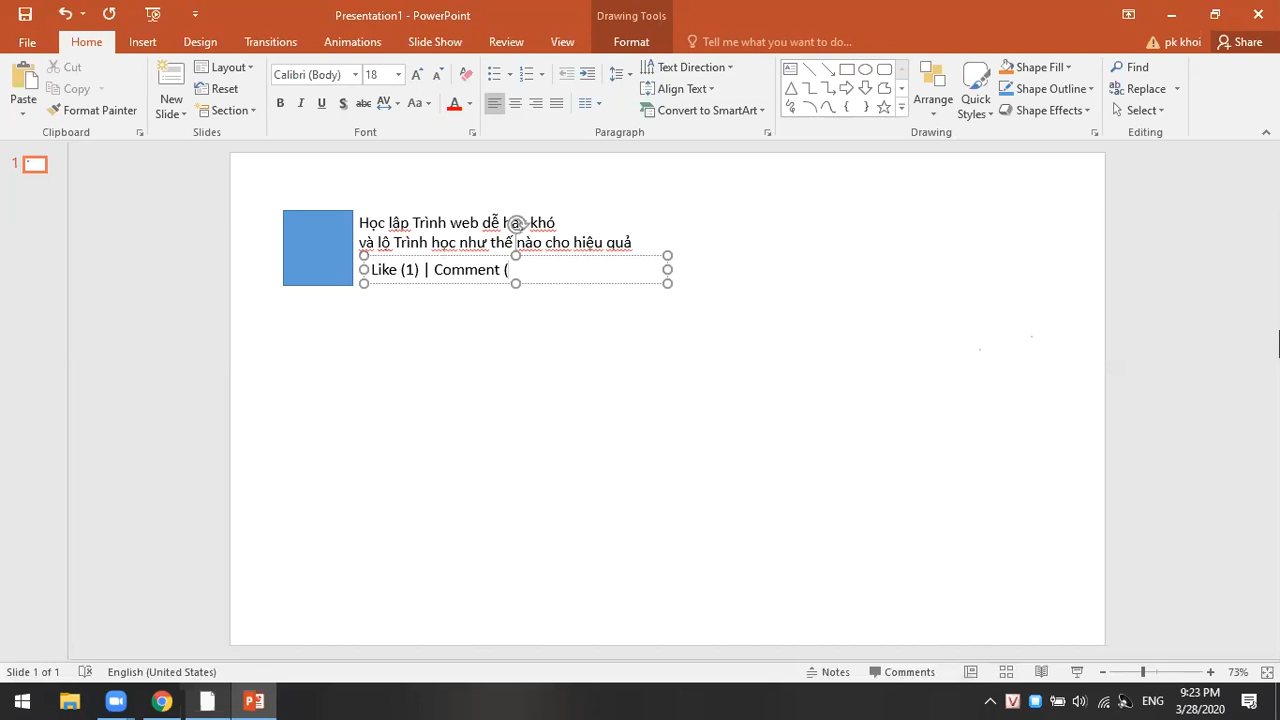 Presentation1 - PowerPoint
Drawing Tools
File
Home
Insert
Design
Transitions
Animations
Slide Show
Review
View
Format
Tell me what you want to do...
pk khoi
Share
Paste
Cut
Copy
Format Painter
Clipboard
New Slide
Layout
Reset
Section
Slides
Calibri (Body)
18
B I U S abc AV Aa A
Font
Text Direction
Align Text
Convert to SmartArt
Paragraph
Arrange
Quick Styles
Shape Fill
Shape Outline
Shape Effects
Drawing
Find
Replace
Select
Editing
1
Học lâp Trình web dễ hay khó
và lộ Trình học như thế nào cho hiệu quả
Like (1) | Comment (
Slide 1 of 1
English (United States)
Notes
Comments
73%
ENG
9:23 PM
3/28/2020